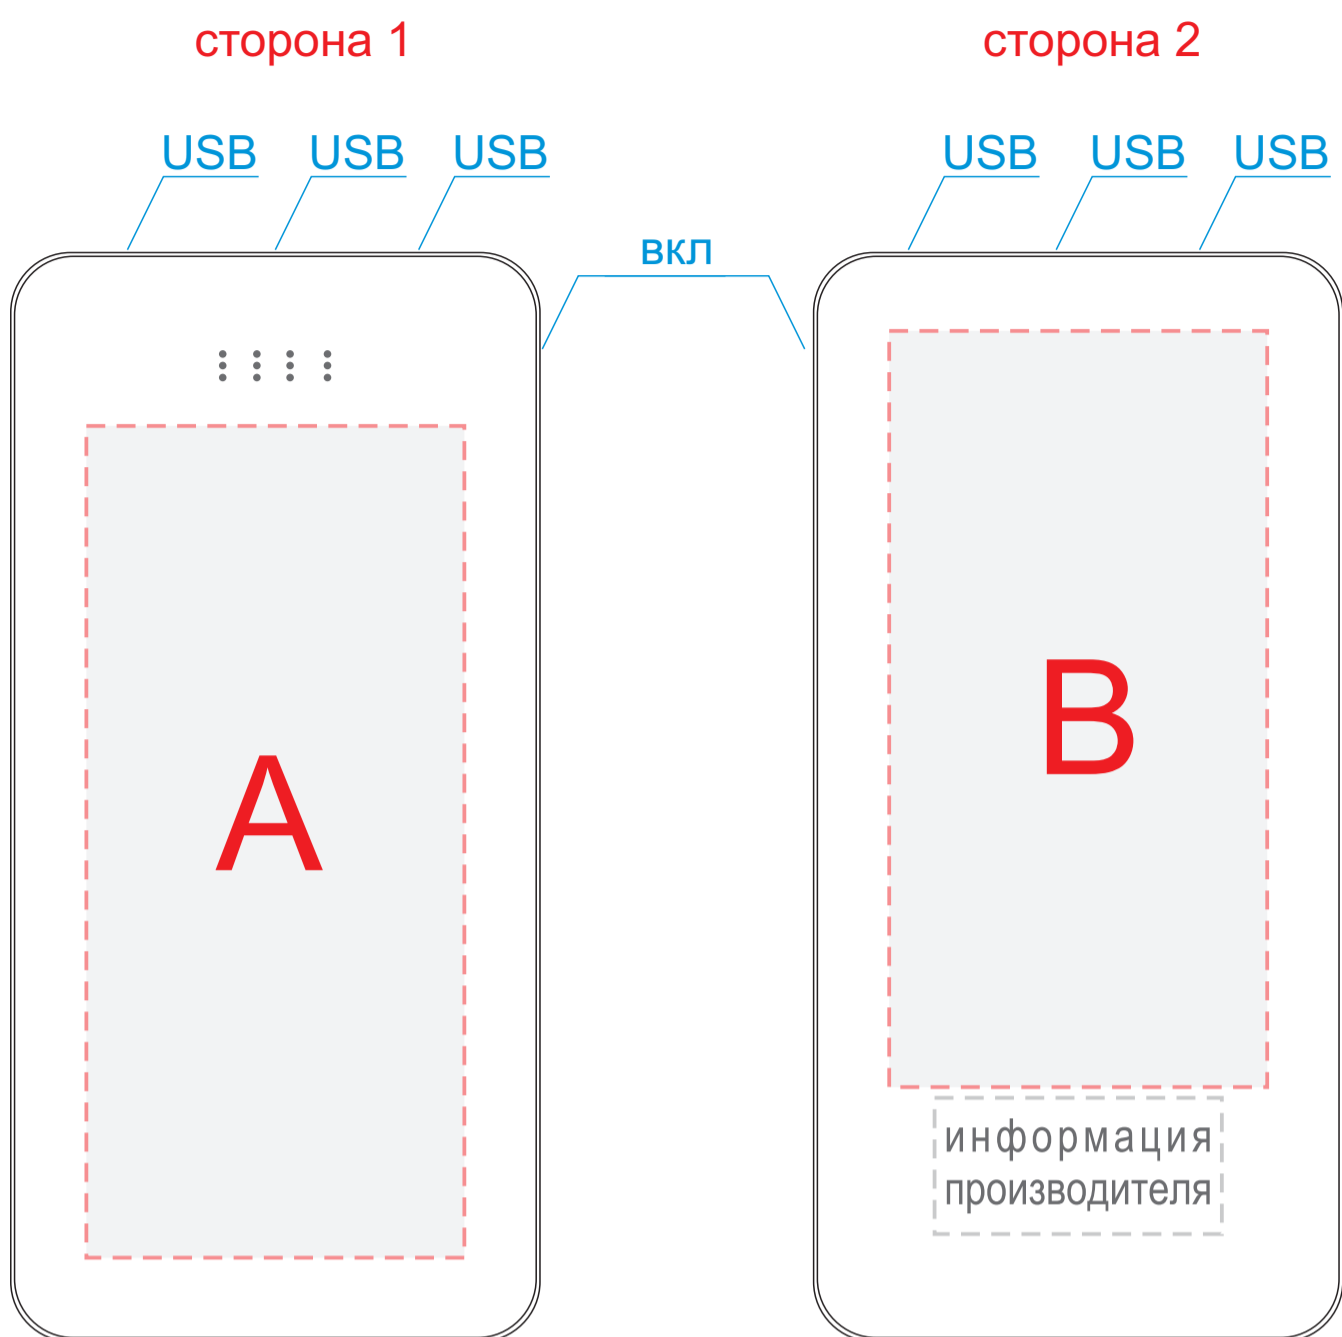 сторона 1
сторона 2
USB USB USB
USB USB USB
вкл
A
B
информация
производителя